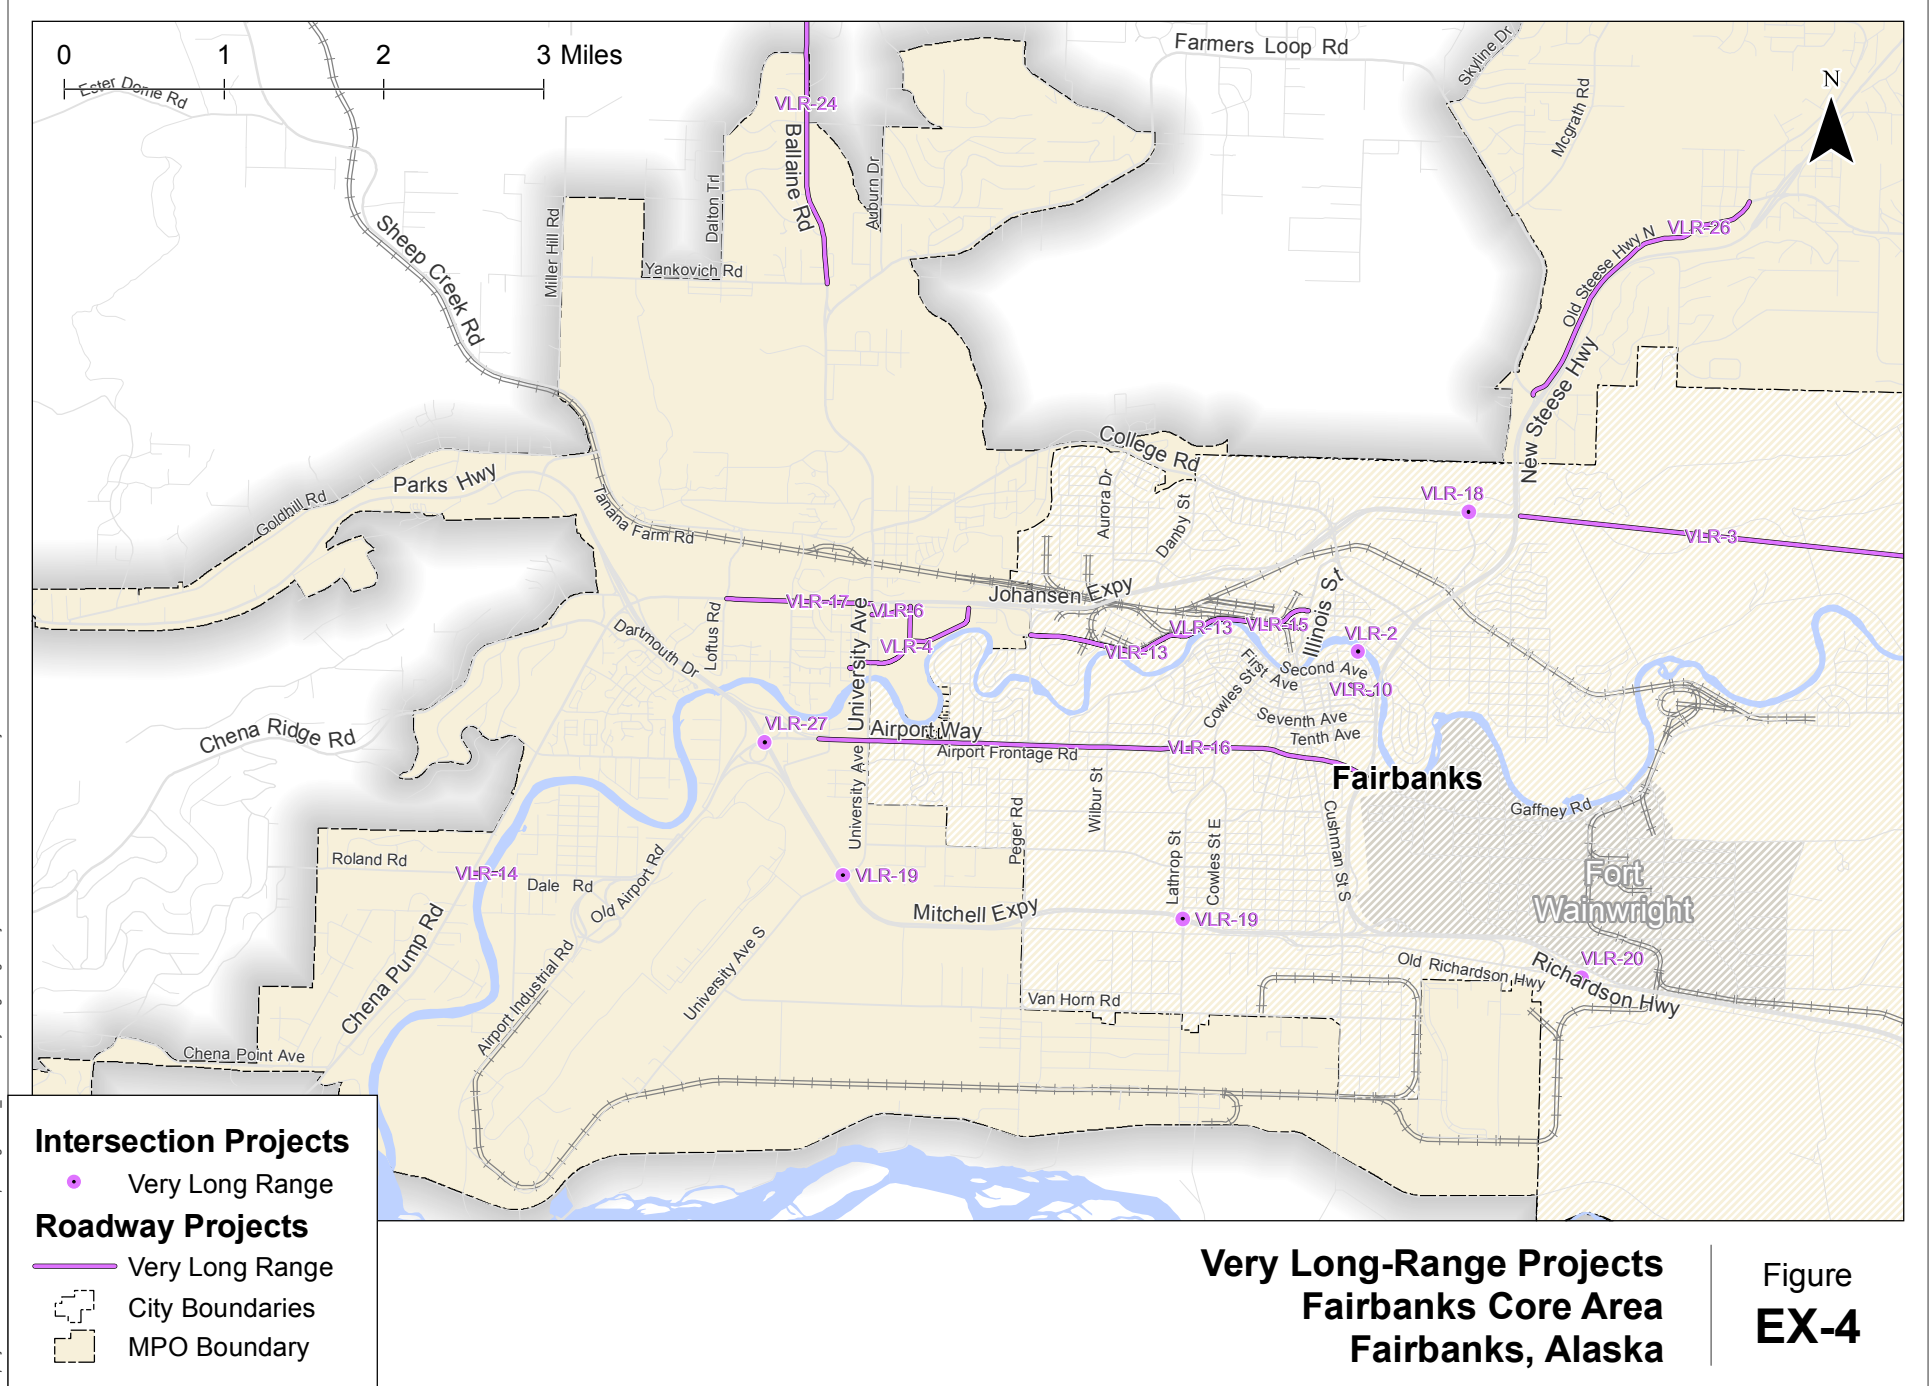 0 1 2 3 Miles
Ester Dome Rd
Farmers Loop Rd
Skyline Dr
Mcgrath Rd
N
VLR-24
Ballaine Rd
Auburn Dr
Dalton Trl
Miller Hill Rd
Yankovich Rd
Sheep Creek Rd
VLR-26
Old Steese Hwy N
New Steese Hwy
College Rd
Parks Hwy
Goldhill Rd
Tanana Farm Rd
Aurora Dr
Danby St
VLR-18
VLR-3
Johansen Expy
VLR-17
VLR-6
VLR-4
Loftus Rd
Dartmouth Dr
University Ave
VLR-13
VLR-15
VLR-13
Illinois St
VLR-2
First Ave
Second Ave
VLR-10
Cowles St
Seventh Ave
Tenth Ave
Chena Ridge Rd
VLR-27
Airport Way
Airport Frontage Rd
VLR-16
Fairbanks
University Ave
Peger Rd
Wilbur St
Lathrop St
Cowles St E
Cushman St S
Gaffney Rd
Fort
Wainwright
Roland Rd
VLR-14
Dale Rd
Old Airport Rd
VLR-19
Mitchell Expy
VLR-19
Chena Pump Rd
Airport Industrial Rd
University Ave S
Old Richardson Hwy
Richardson Hwy
VLR-20
Van Horn Rd
Chena Point Ave
Intersection Projects
Very Long Range
Roadway Projects
Very Long Range
City Boundaries
MPO Boundary
Very Long-Range Projects
Fairbanks Core Area
Fairbanks, Alaska
Figure
EX-4